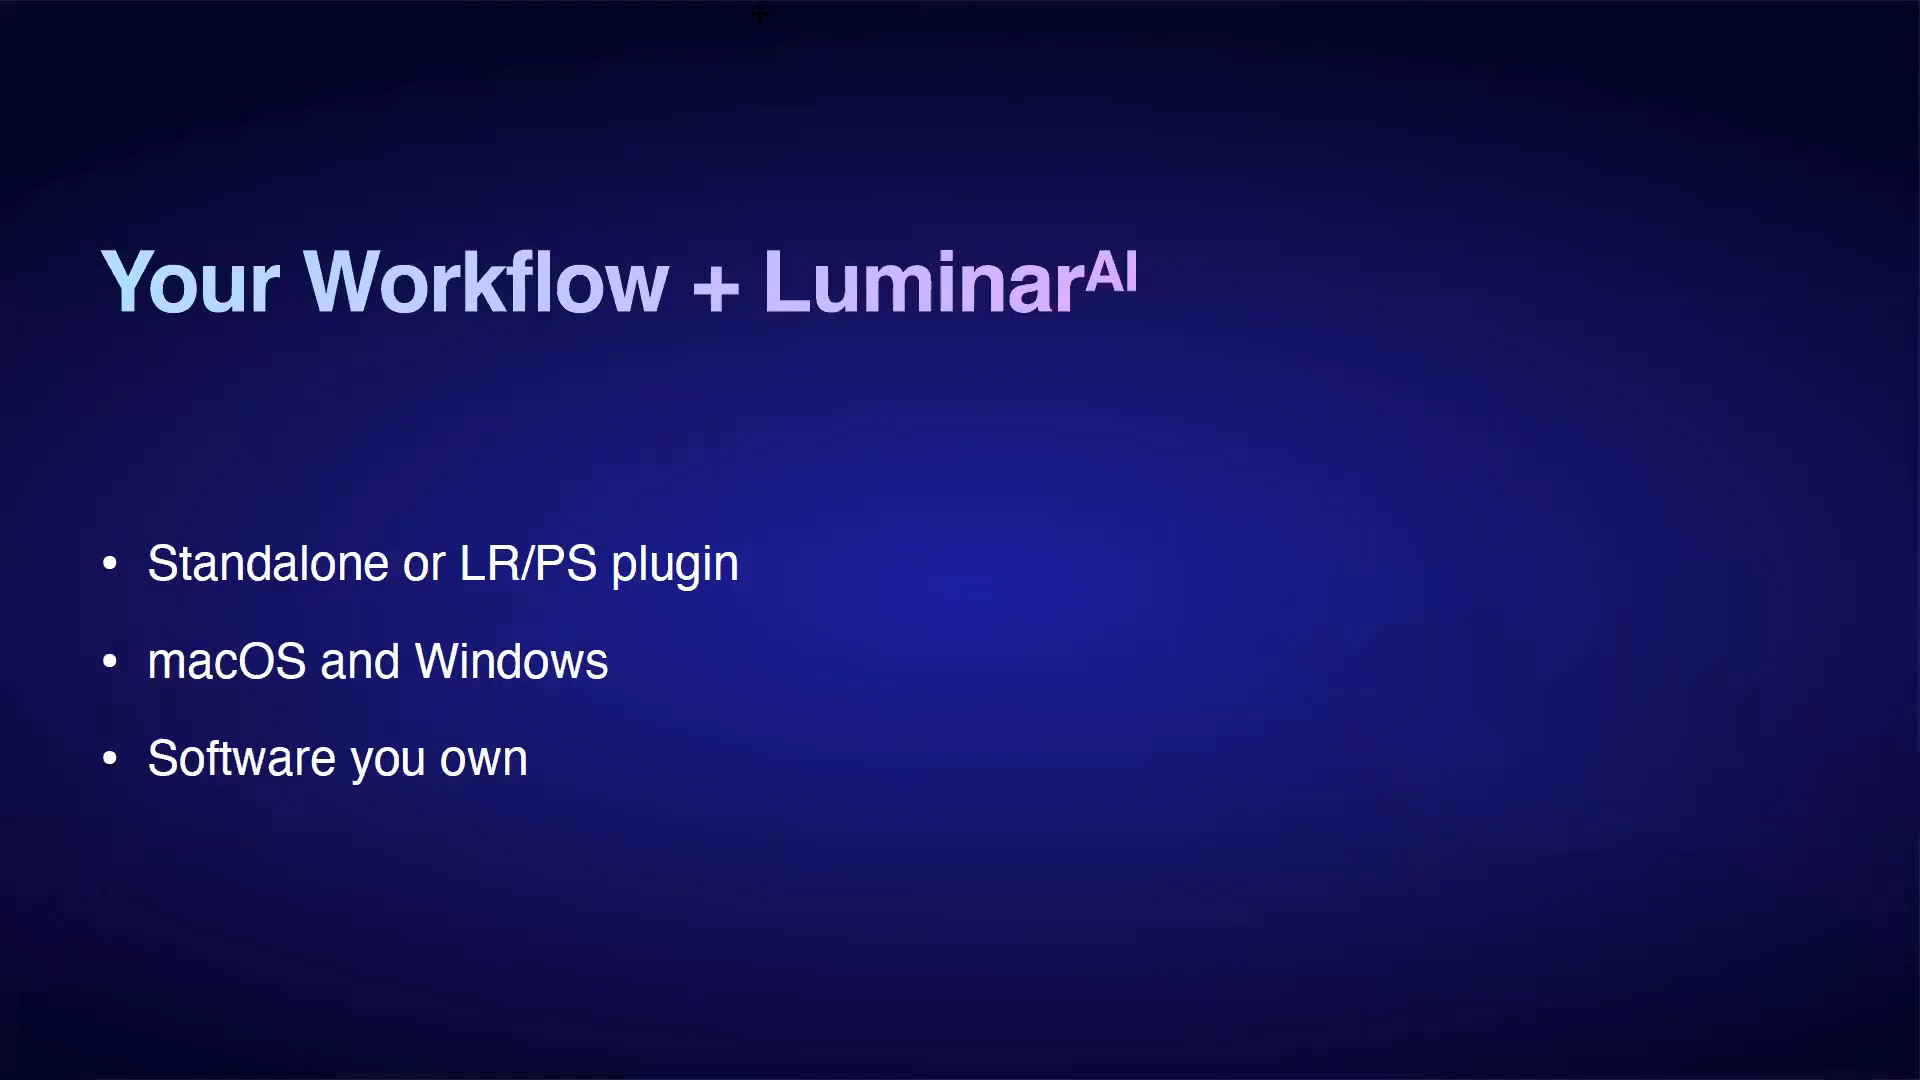 Your Workflow + LuminarAI
• Standalone or LR/PS plugin
• macOS and Windows
• Software you own